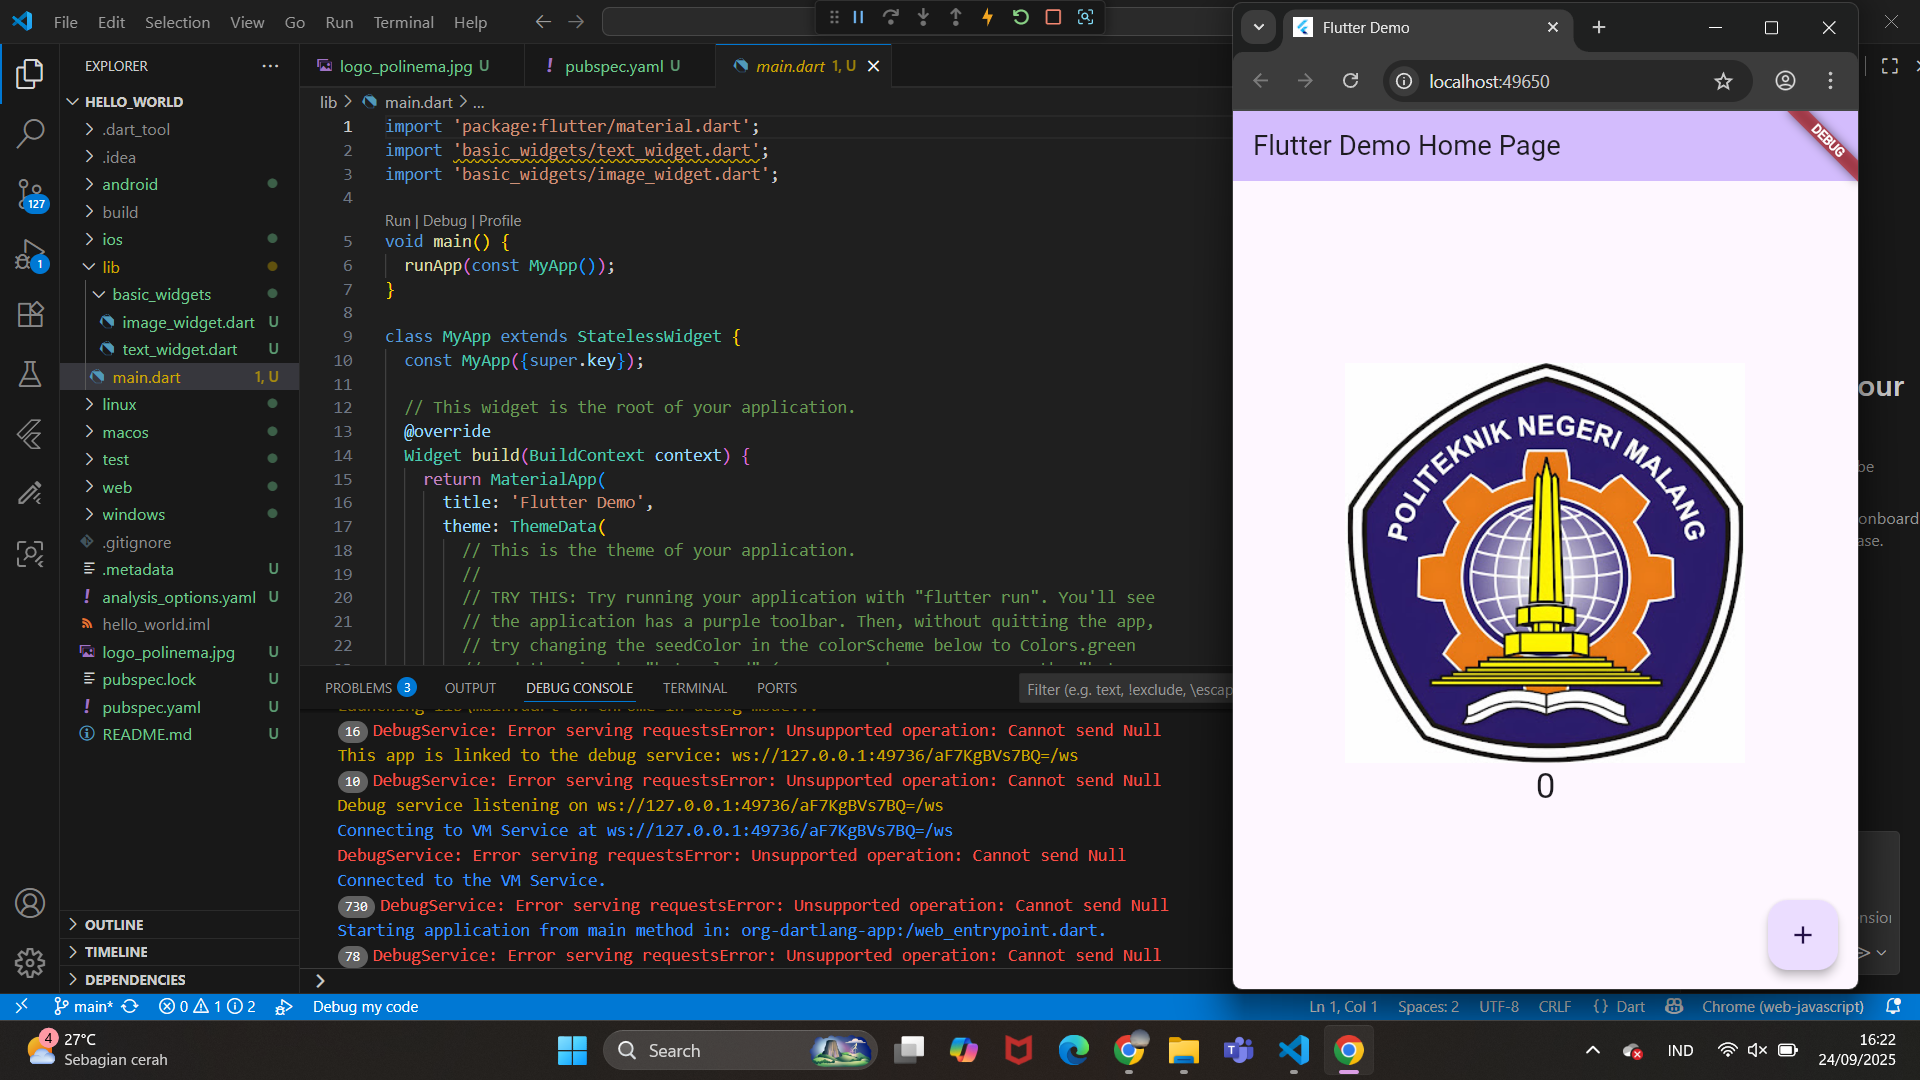 File Edit Selection View Go Run Terminal Help
EXPLORER
HELLO_WORLD
.dart_tool
.idea
android
build
ios
lib
basic_widgets
image_widget.dart U
text_widget.dart U
main.dart 1, U
linux
macos
test
web
windows
.gitignore
.metadata U
analysis_options.yaml U
hello_world.iml
logo_polinema.jpg U
pubspec.lock U
pubspec.yaml U
README.md U
OUTLINE
TIMELINE
DEPENDENCIES
127
1
logo_polinema.jpg U
pubspec.yaml U
main.dart 1, U
lib > main.dart > ...
1 import 'package:flutter/material.dart';
2 import 'basic_widgets/text_widget.dart';
3 import 'basic_widgets/image_widget.dart';
4
Run | Debug | Profile
5 void main() {
6 runApp(const MyApp());
7 }
8
9 class MyApp extends StatelessWidget {
10 const MyApp({super.key});
11
12 // This widget is the root of your application.
13 @override
14 Widget build(BuildContext context) {
15 return MaterialApp(
16 title: 'Flutter Demo',
17 theme: ThemeData(
18 // This is the theme of your application.
19 //
20 // TRY THIS: Try running your application with "flutter run". You'll see
21 // the application has a purple toolbar. Then, without quitting the app,
22 // try changing the seedColor in the colorScheme below to Colors.green
PROBLEMS 3 OUTPUT DEBUG CONSOLE TERMINAL PORTS
Filter (e.g. text, !exclude, \escap
16 DebugService: Error serving requestsError: Unsupported operation: Cannot send Null
This app is linked to the debug service: ws://127.0.0.1:49736/aF7KgBVs7BQ=/ws
10 DebugService: Error serving requestsError: Unsupported operation: Cannot send Null
Debug service listening on ws://127.0.0.1:49736/aF7KgBVs7BQ=/ws
Connecting to VM Service at ws://127.0.0.1:49736/aF7KgBVs7BQ=/ws
DebugService: Error serving requestsError: Unsupported operation: Cannot send Null
Connected to the VM Service.
730 DebugService: Error serving requestsError: Unsupported operation: Cannot send Null
Starting application from main method in: org-dartlang-app:/web_entrypoint.dart.
78 DebugService: Error serving requestsError: Unsupported operation: Cannot send Null
Flutter Demo
localhost:49650
Flutter Demo Home Page
DEBUG
POLITEKNIK NEGERI MALANG
0
our
be
onboard
ase.
main* 0 1 2 Debug my code
Ln 1, Col 1 Spaces: 2 UTF-8 CRLF {} Dart Chrome (web-javascript)
4
27°C
Sebagian cerah
Search
IND
16:22
24/09/2025